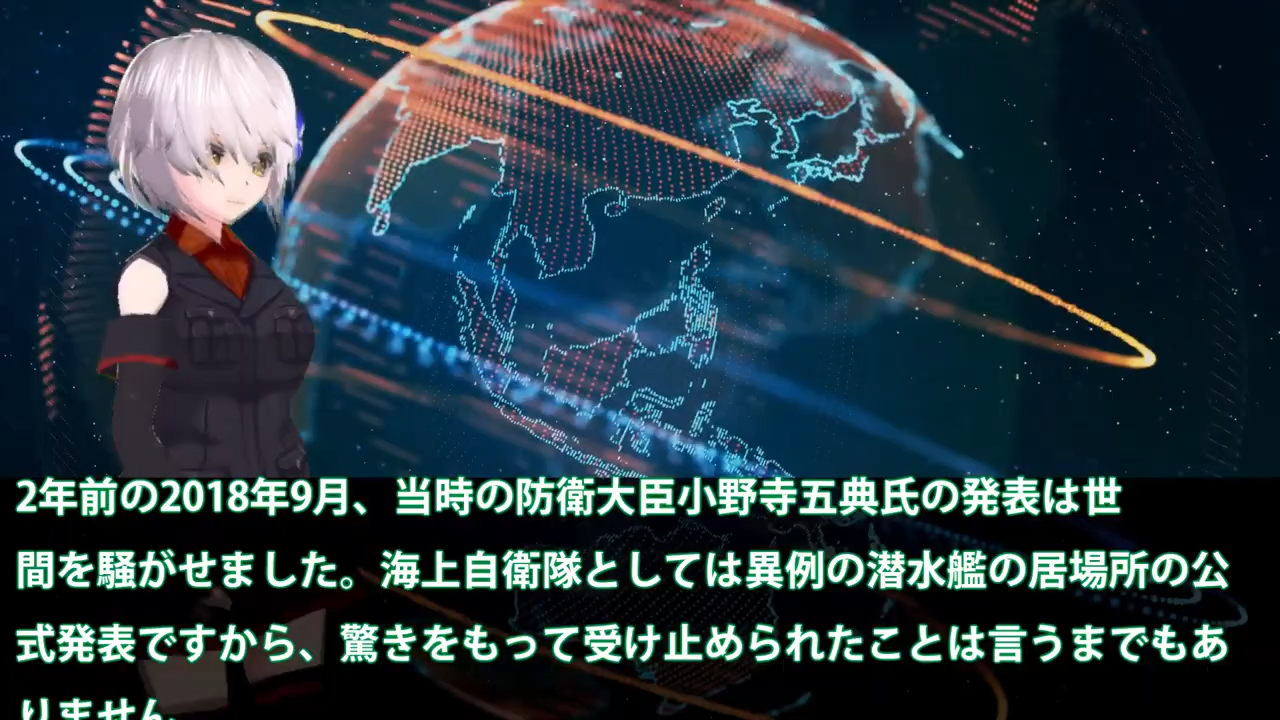 2年前の2018年9月、当時の防衛大臣小野寺五典氏の発表は世
間を騒がせました。海上自衛隊としては異例の潜水艦の居場所の公
式発表ですから、驚きをもって受け止められたことは言うまでもあ
りません